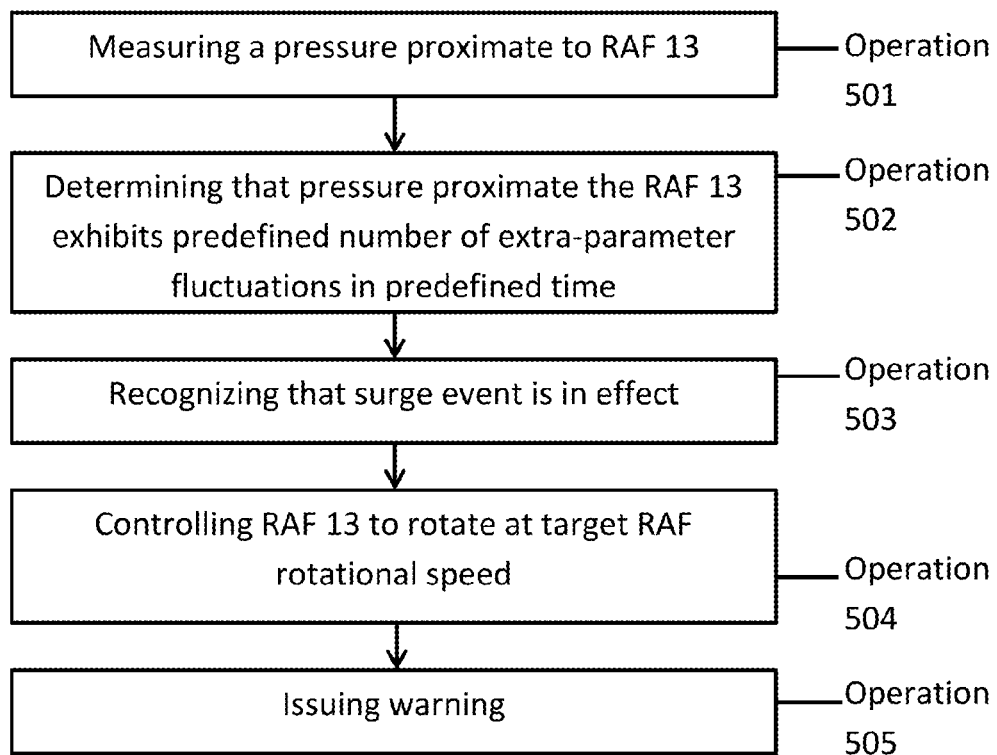 Measuring a pressure proximate to RAF 13
Operation
501
Determining that pressure proximate the RAF 13
exhibits predefined number of extra-parameter
fluctuations in predefined time
Operation
502
Recognizing that surge event is in effect
Operation
503
Controlling RAF 13 to rotate at target RAF
rotational speed
Operation
504
Issuing warning
Operation
505